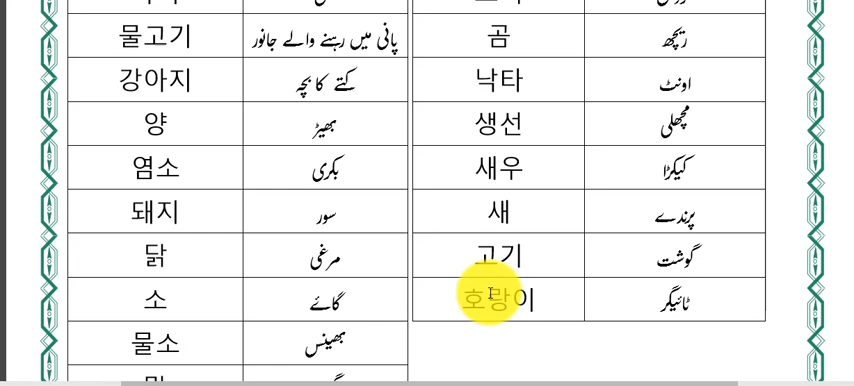 물고기 پانی میں رہنے والے جانور
강아지 کتے کا بچہ
양 بھیڑ
염소 بکری
돼지 سور
닭 مرغی
소 گائے
물소 بھینس
곰 ریچھ
낙타 اونٹ
생선 مچھلی
새우 کیکڑا
새 پرندے
고기 گوشت
호랑이 ٹائیگر